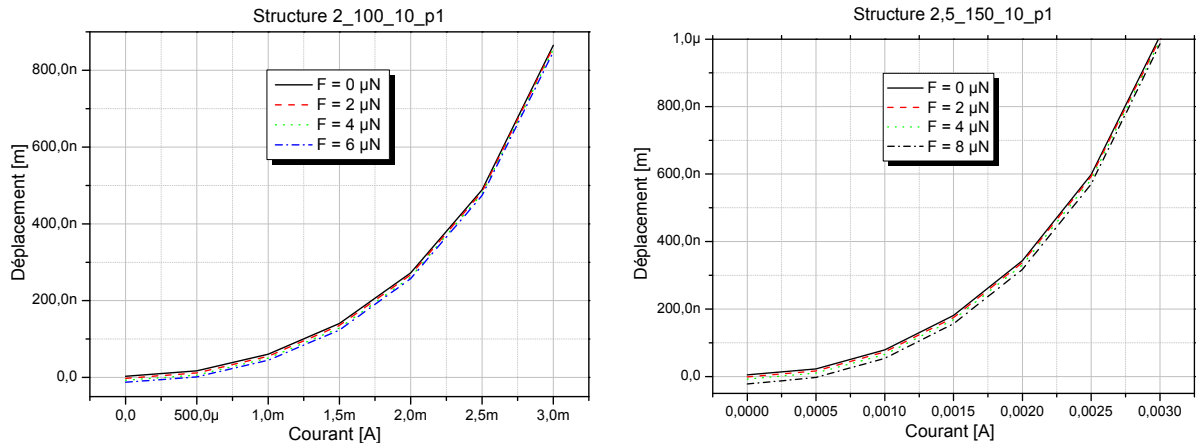 Structure 2_100_10_p1
800,0n
600,0n
400,0n
200,0n
0,0
Déplacement [m]
F = 0 µN
F = 2 µN
F = 4 µN
F = 6 µN
0,0 500,0µ 1,0m 1,5m 2,0m 2,5m 3,0m
Courant [A]
Structure 2,5_150_10_p1
1,0µ
800,0n
600,0n
400,0n
200,0n
0,0
Déplacement [m]
F = 0 µN
F = 2 µN
F = 4 µN
F = 8 µN
0,0000 0,0005 0,0010 0,0015 0,0020 0,0025 0,0030
Courant [A]